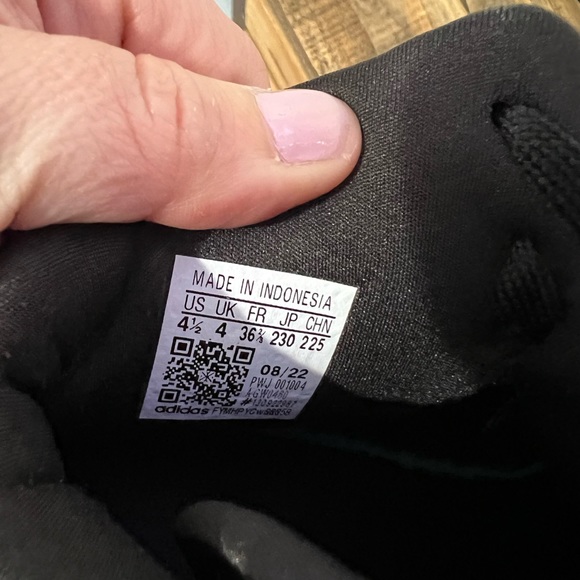 MADE IN INDONESIA
US UK FR JP CHN
4½ 4 36⅔ 230 225
08/22
PWJ 001004
adidas